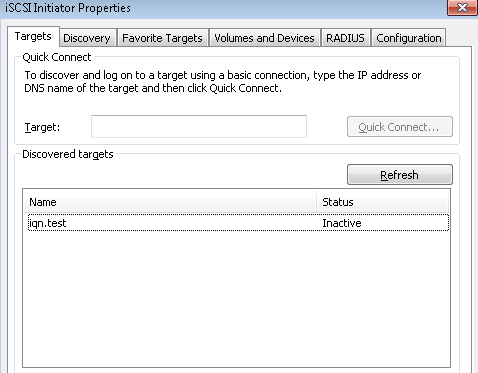 iSCSI Initiator Properties
Targets Discovery Favorite Targets Volumes and Devices RADIUS Configuration
Quick Connect
To discover and log on to a target using a basic connection, type the IP address or
DNS name of the target and then click Quick Connect.
Target: Quick Connect...
Discovered targets
Refresh
Name Status
iqn.test Inactive